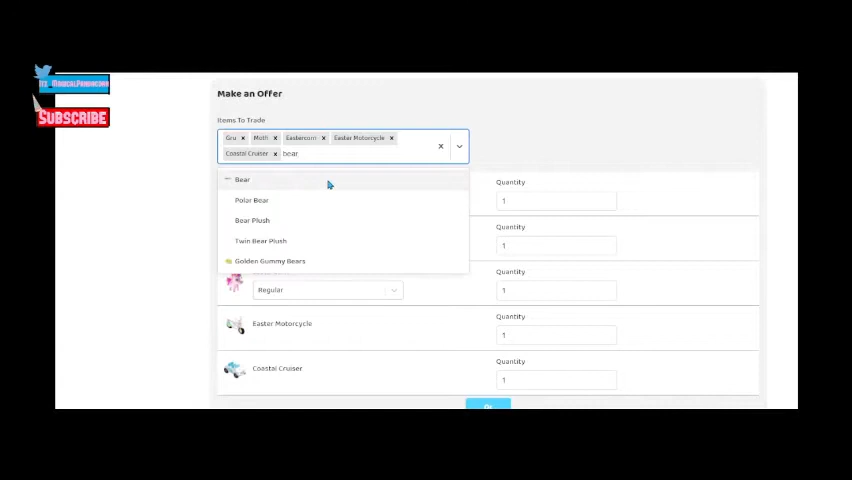 Make an Offer
SUBSCRIBE
Items To Trade
Gru x Moth x Eastercorn x Easter Motorcycle x
Coastal Cruiser x bear
Bear
Polar Bear
Bear Plush
Twin Bear Plush
Golden Gummy Bears
Quantity
1
Quantity
1
Quantity
Regular
1
Quantity
Easter Motorcycle
1
Quantity
Coastal Cruiser
1